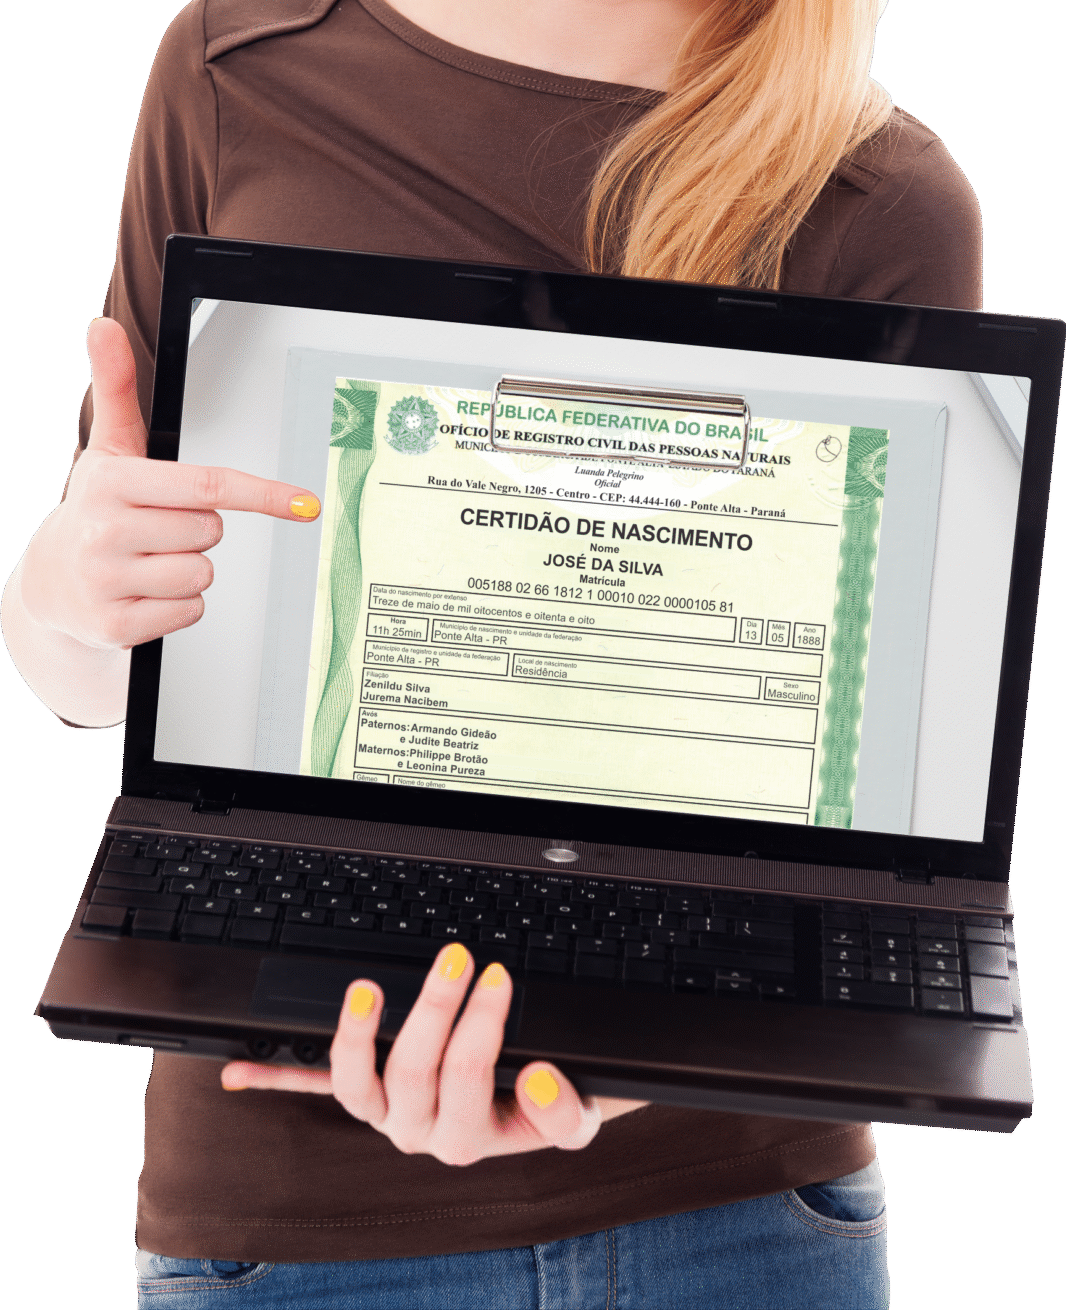 REPÚBLICA FEDERATIVA DO BRASIL
OFÍCIO DE REGISTRO CIVIL DAS PESSOAS NATURAIS
PARANÁ
Luanda Pelegrino
Oficial
Rua do Vale Negro, 1205 - Centro - CEP: 44.444-160 - Ponte Alta - Paraná
CERTIDÃO DE NASCIMENTO
Nome
JOSÉ DA SILVA
Matrícula
005188 02 66 1812 1 00010 022 0000105 81
Data do nascimento por extenso
Treze de maio de mil oitocentos e oitenta e oito
Dia
13
Mês
05
Ano
1888
Hora
11h 25min
Município de nascimento e unidade da federação
Ponte Alta - PR
Município de registro e unidade da federação
Ponte Alta - PR
Local de nascimento
Residência
Sexo
Masculino
Filiação
Zenildu Silva
Jurema Nacibem
Avós
Paternos:Armando Gideão
e Judite Beatriz
Maternos:Philippe Brotão
e Leonina Pureza
Gêmeo
Nome do gêmeo